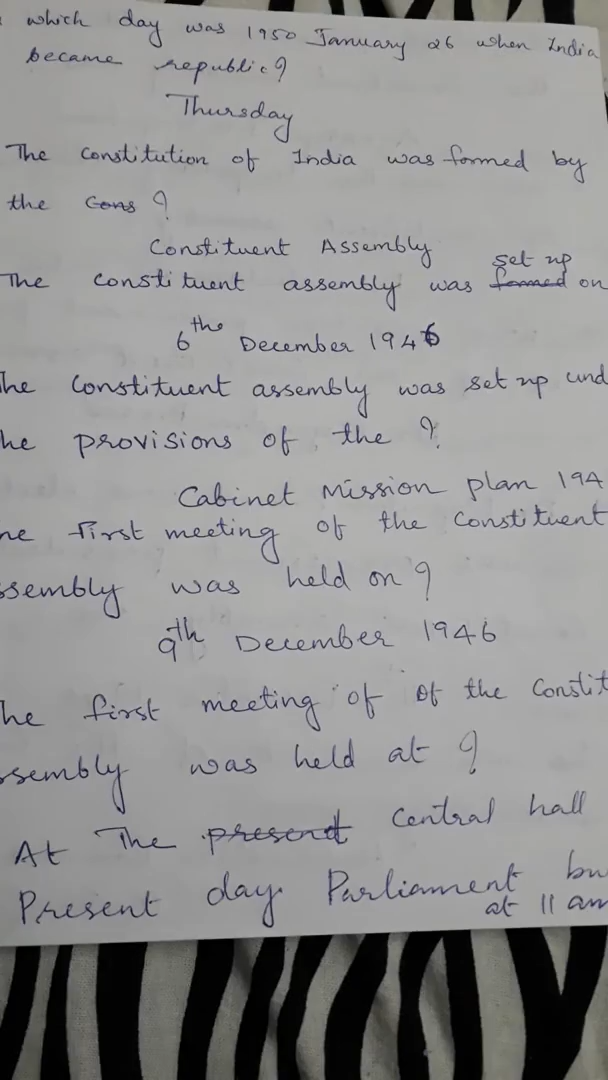 which day was 1950 January 26 when India
became republic?
Thursday
The constitution of India was formed by
the Cons ?
Constituent Assembly
set up
The constituent assembly was formed on
6the December 1946
The Constituent assembly was set up und
he provisions of the ?
Cabinet Mission plan 194
ne first meeting of the Constituent
ssembly was held on ?
9th December 1946
he first meeting of of the Constit
ssembly was held at ?
At The present central hall
Present day Parliament bu
at 11 am